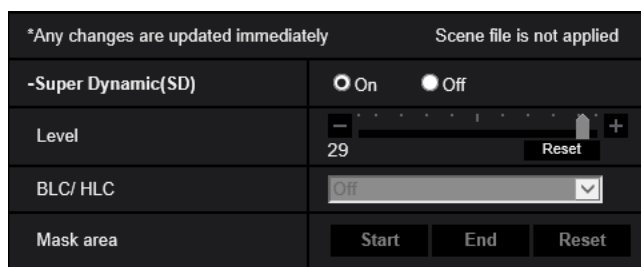 *Any changes are updated immediately Scene file is not applied
-Super Dynamic(SD) On Off
Level - +
29 Reset
BLC/ HLC Off
Mask area Start End Reset